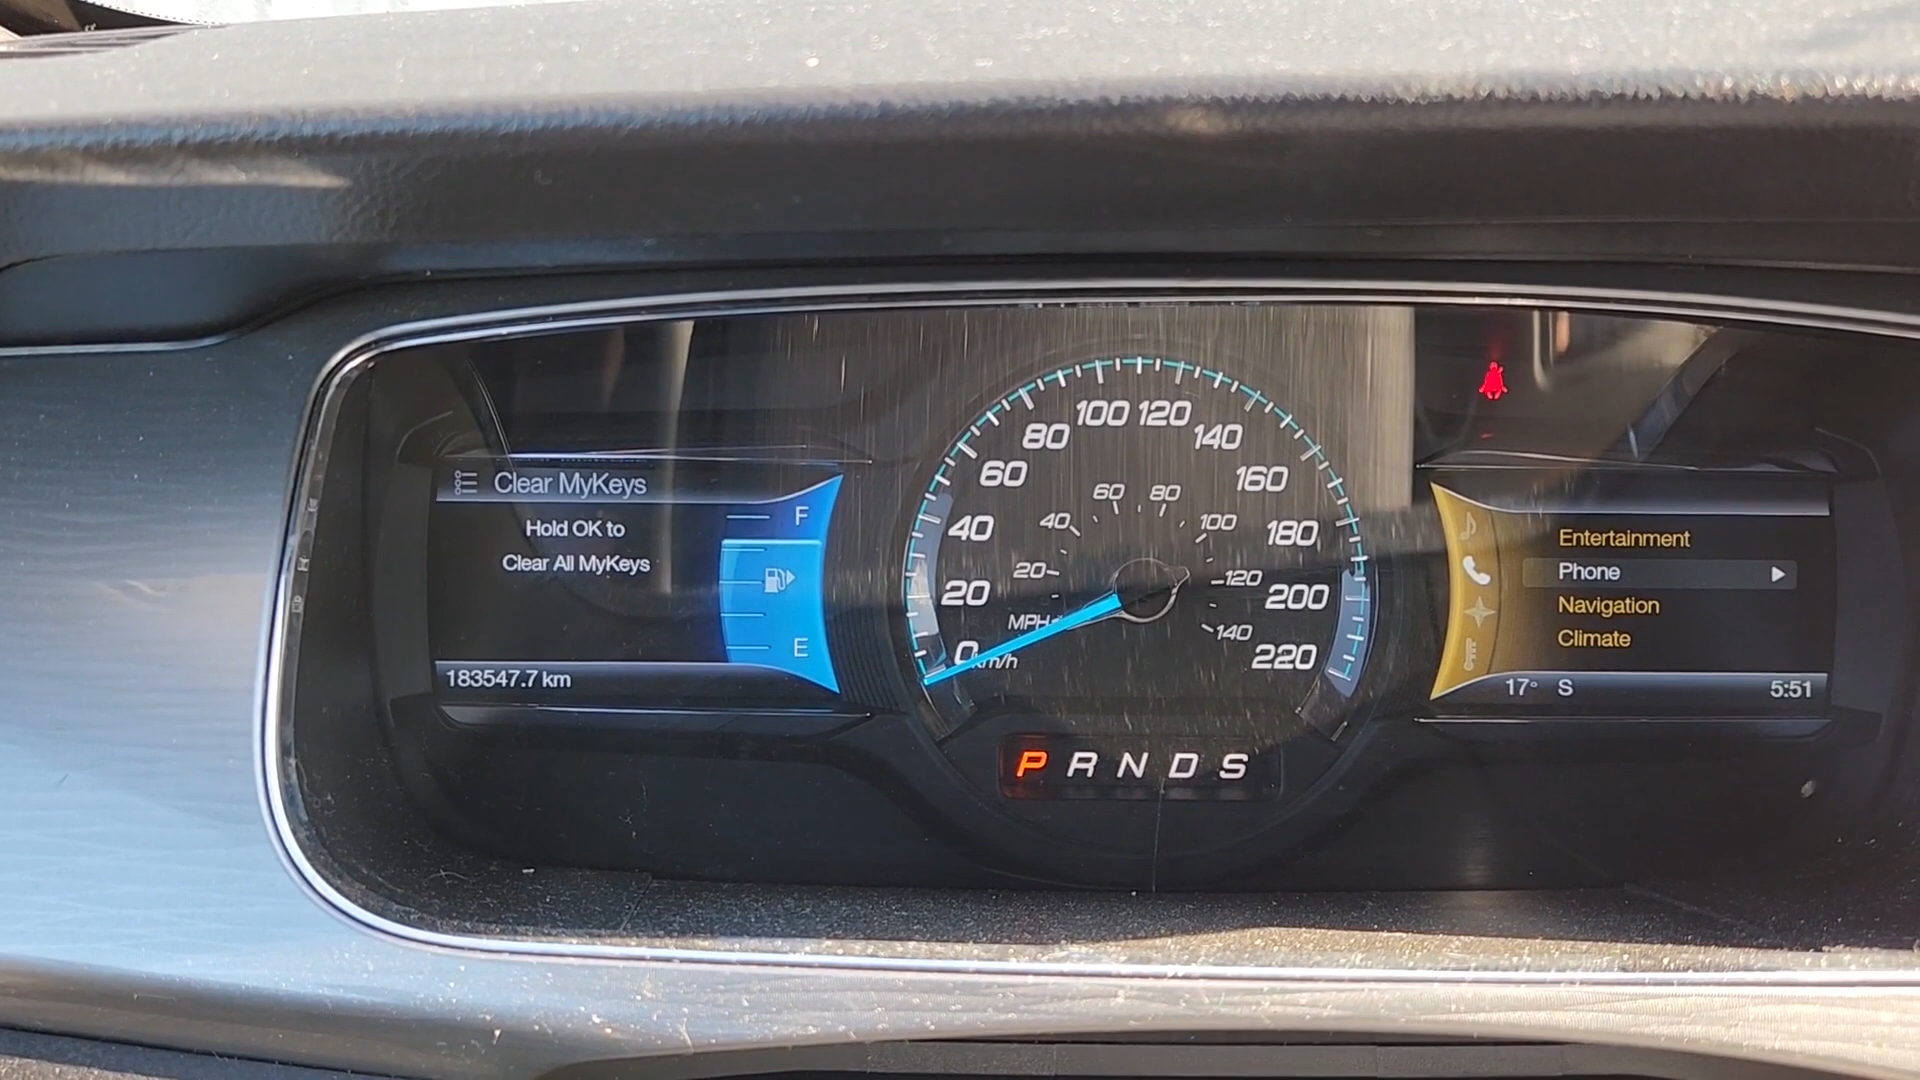 Clear MyKeys
Hold OK to
Clear All MyKeys
F
E
183547.7 km
0 20 40 60 80 100 120 140 160 180 200 220
km/h
MPH
20 40 60 80 100 120 140
P R N D S
Entertainment
Phone
Navigation
Climate
17° S 5:51